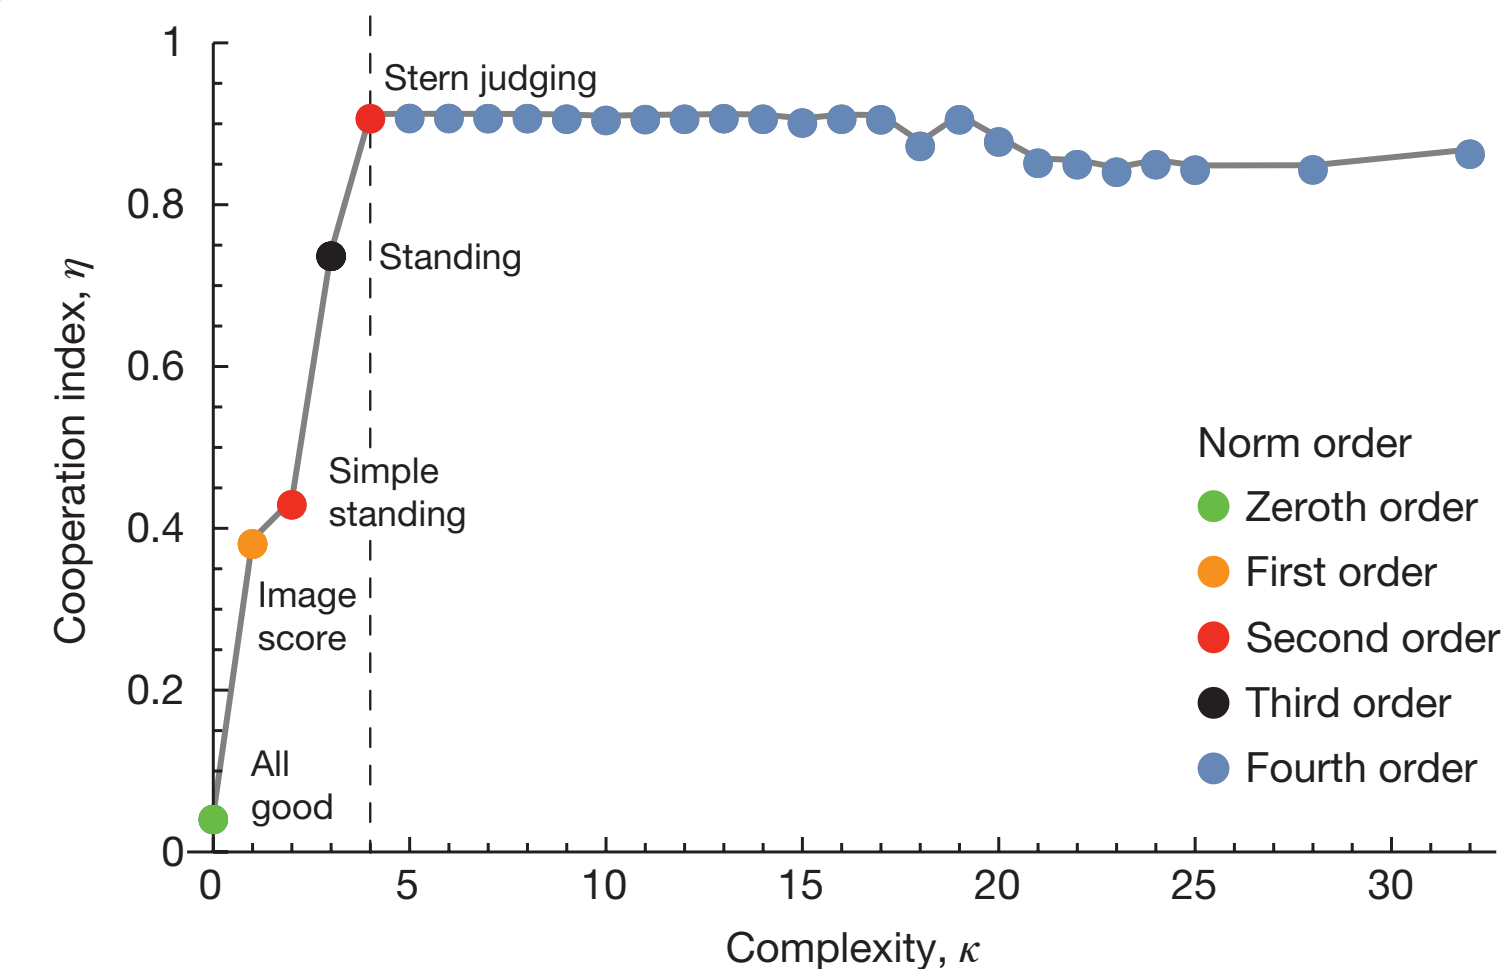 1
0.8
0.6
0.4
0.2
0
Cooperation index, η
Stern judging
Standing
Simple
standing
Image
score
All
good
Norm order
Zeroth order
First order
Second order
Third order
Fourth order
0 5 10 15 20 25 30
Complexity, κ